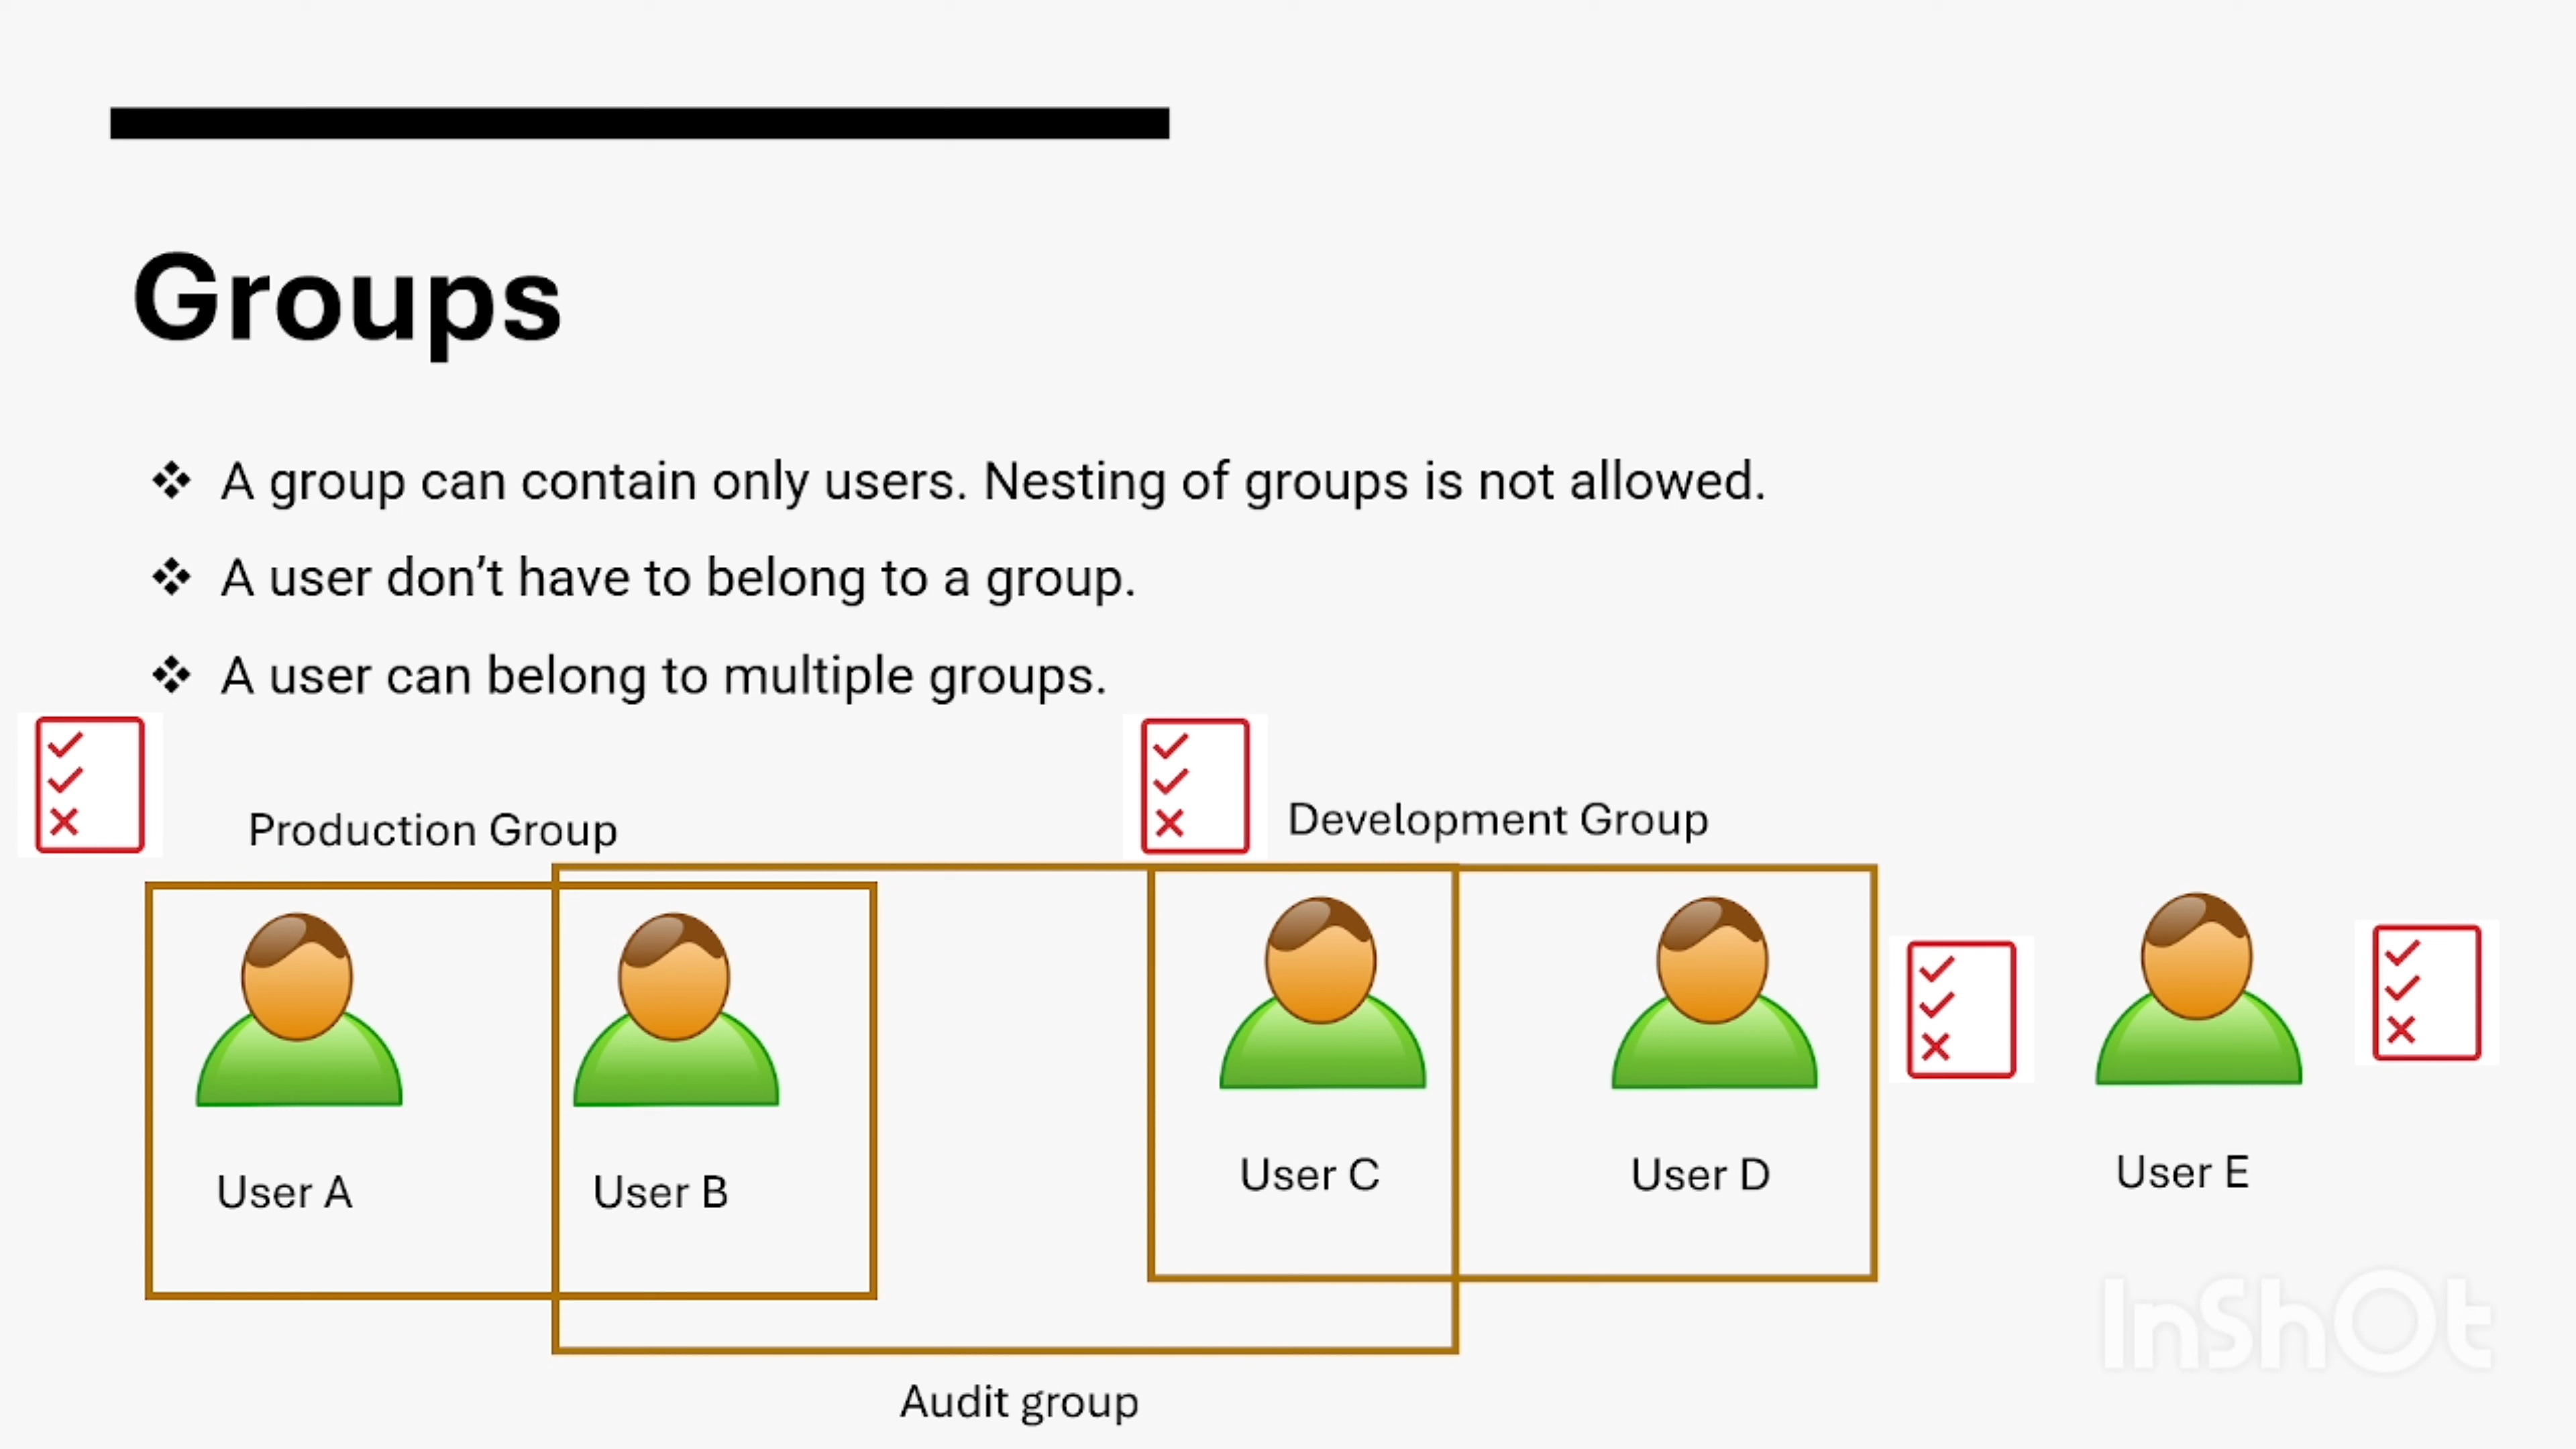 Groups
A group can contain only users. Nesting of groups is not allowed.
A user don’t have to belong to a group.
A user can belong to multiple groups.
Production Group
Development Group
User A
User B
User C
User D
User E
Audit group
InShOt